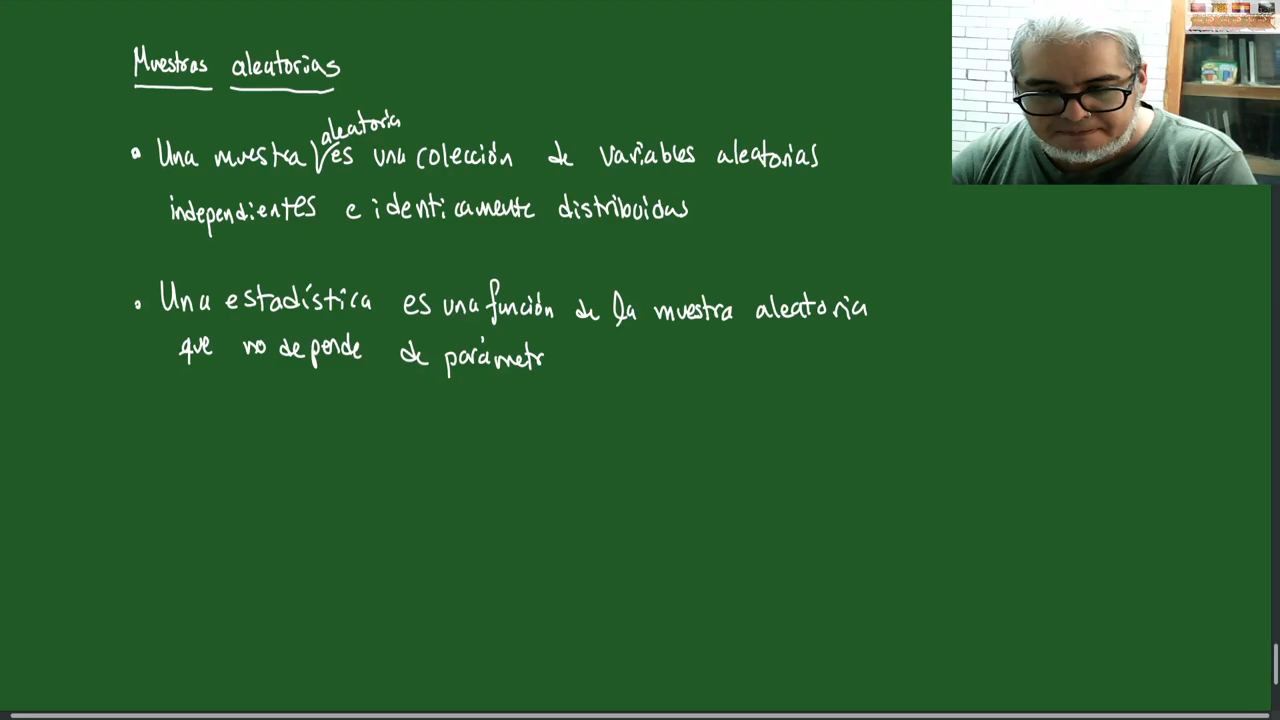 Muestras aleatorias
aleatoria
• Una muestra es una colección de variables aleatorias
independientes e identicamente distribuidas
• Una estadística es una función de la muestra aleatoria
que no depende de parámetr